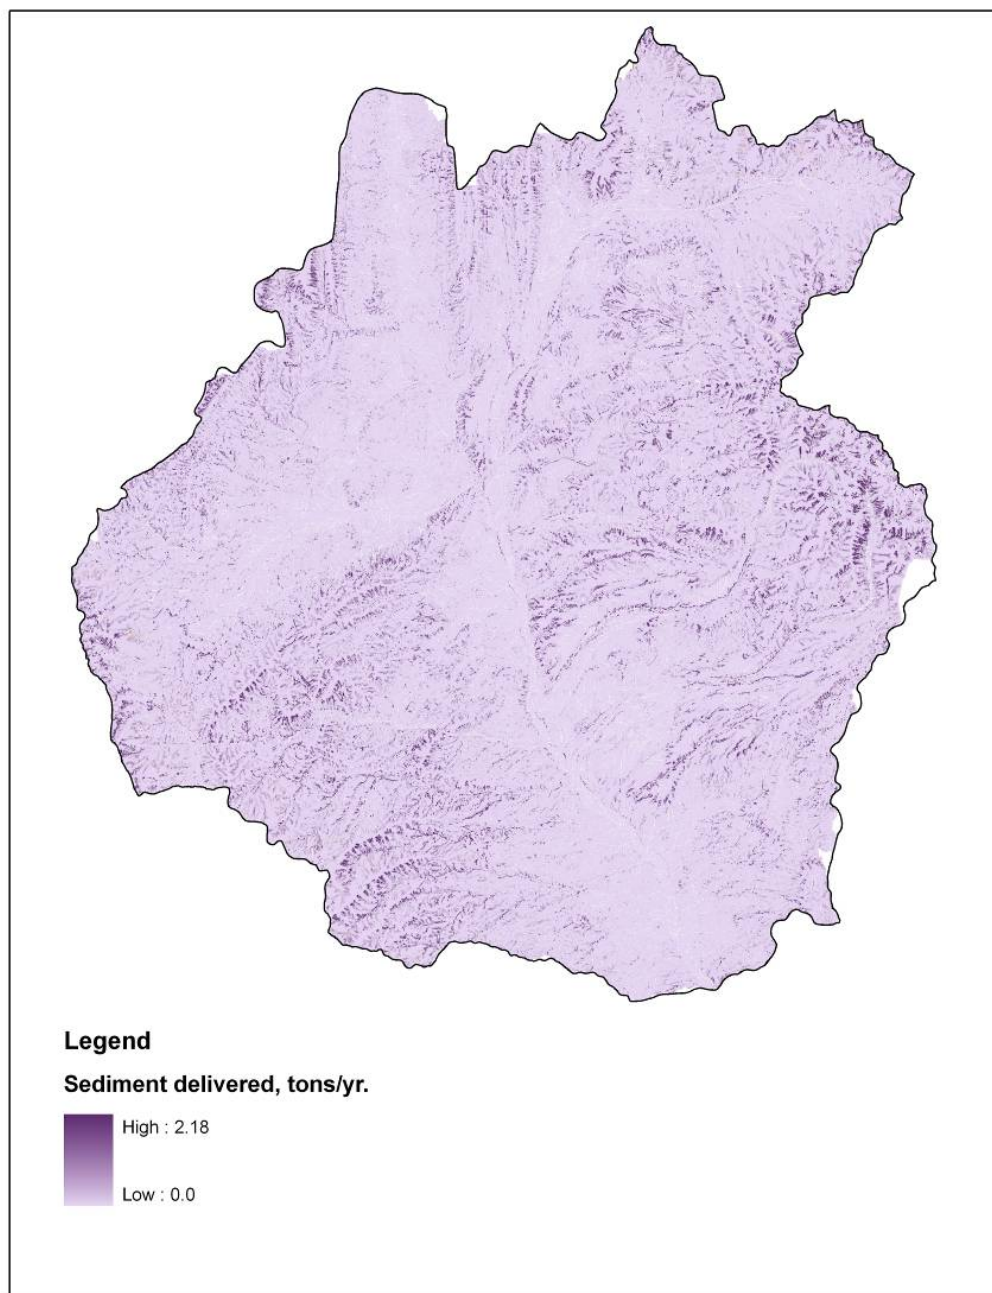 Legend
Sediment delivered, tons/yr.
High : 2.18
Low : 0.0